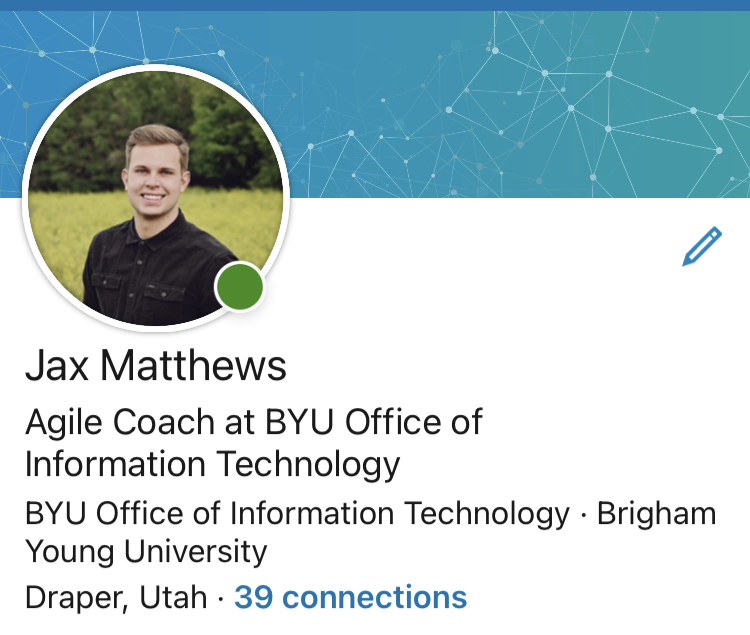 Jax Matthews
Agile Coach at BYU Office of
Information Technology
BYU Office of Information Technology · Brigham
Young University
Draper, Utah · 39 connections